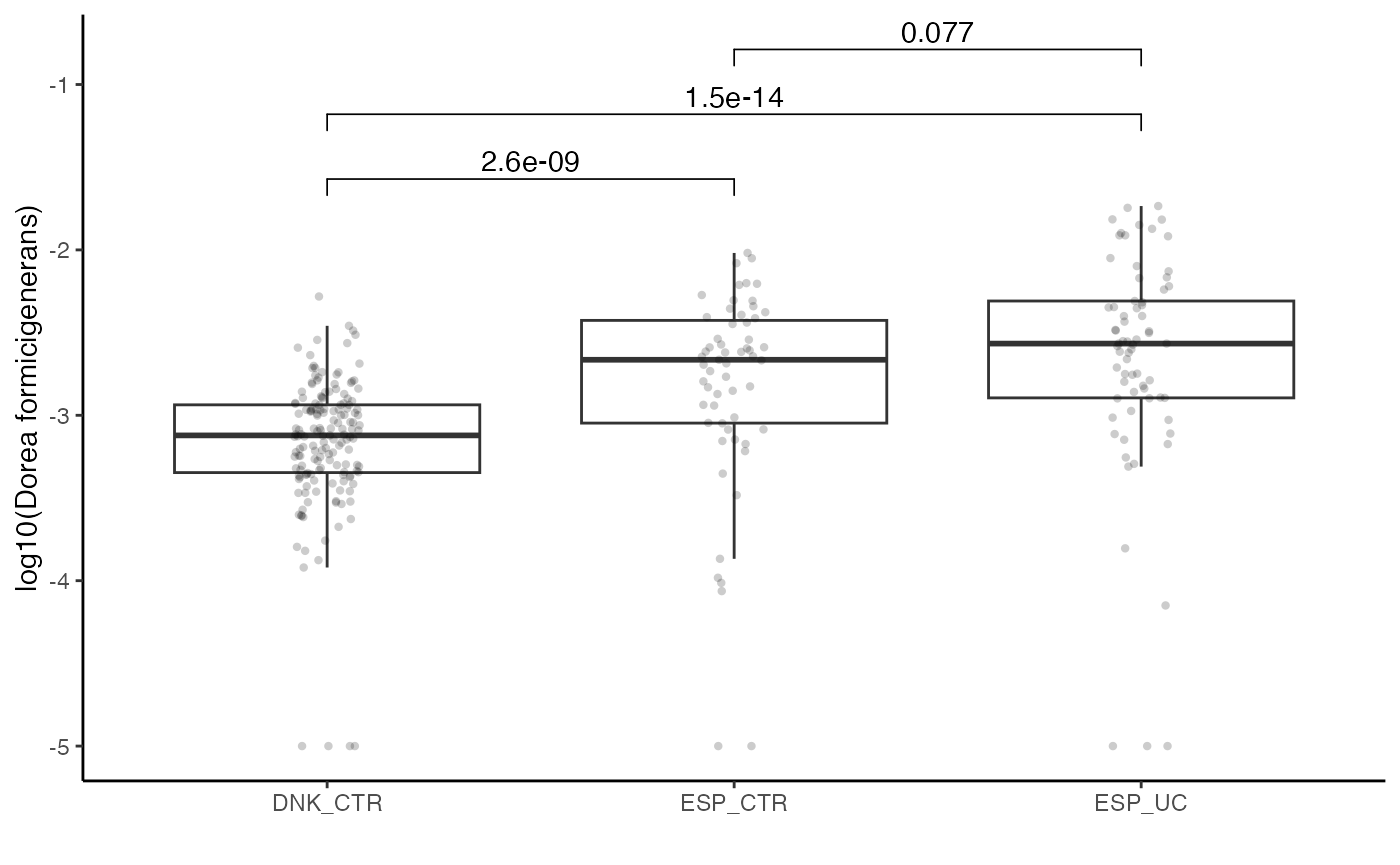 0.077
1.5e-14
2.6e-09
log10(Dorea formicigenerans)
-1
-2
-3
-4
-5
DNK_CTR
ESP_CTR
ESP_UC